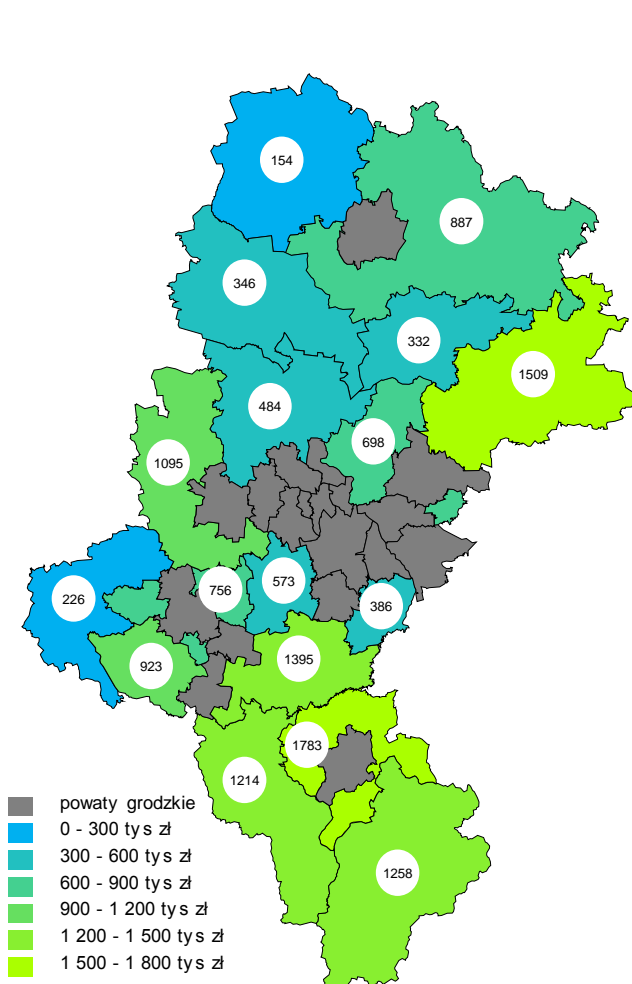 154
887
346
332
1509
484
698
1095
573
756
226
386
1395
923
1783
1214
1258
powaty grodzkie
0 - 300 tys zł
300 - 600 tys zł
600 - 900 tys zł
900 - 1 200 tys zł
1 200 - 1 500 tys zł
1 500 - 1 800 tys zł